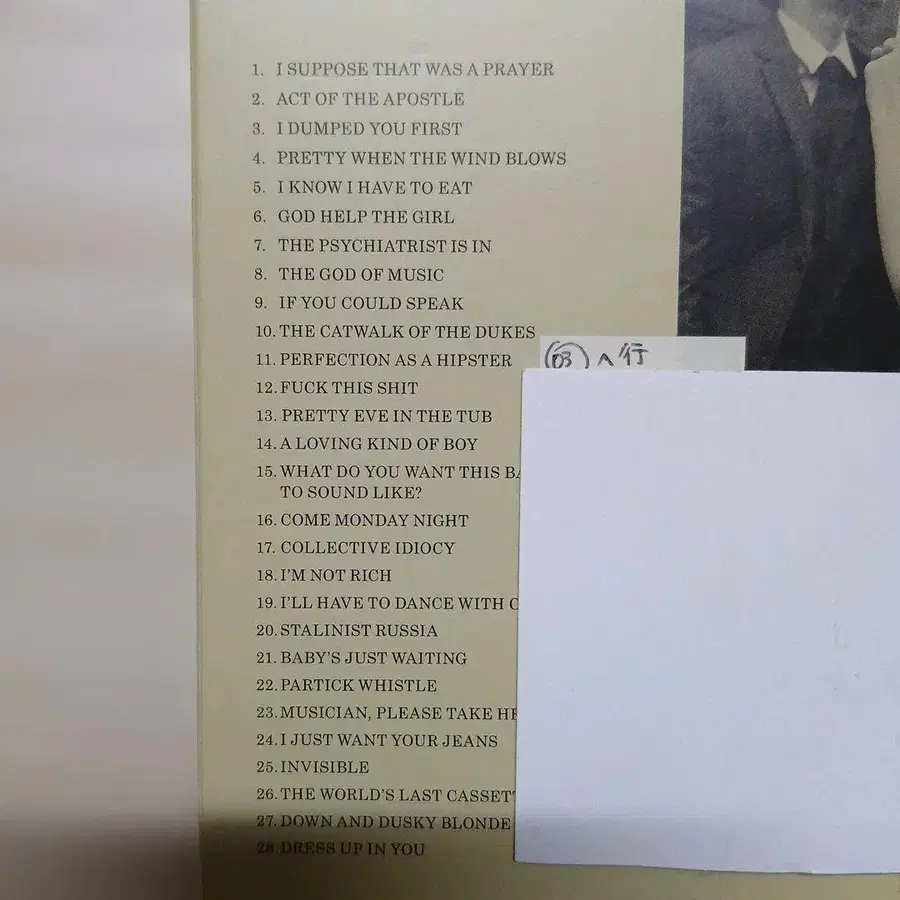 1. I SUPPOSE THAT WAS A PRAYER
2. ACT OF THE APOSTLE
3. I DUMPED YOU FIRST
4. PRETTY WHEN THE WIND BLOWS
5. I KNOW I HAVE TO EAT
6. GOD HELP THE GIRL
7. THE PSYCHIATRIST IS IN
8. THE GOD OF MUSIC
9. IF YOU COULD SPEAK
10. THE CATWALK OF THE DUKES
11. PERFECTION AS A HIPSTER
03 ヘ行
12. FUCK THIS SHIT
13. PRETTY EVE IN THE TUB
14. A LOVING KIND OF BOY
15. WHAT DO YOU WANT THIS
TO SOUND LIKE?
16. COME MONDAY NIGHT
17. COLLECTIVE IDIOCY
18. I'M NOT RICH
19. I'LL HAVE TO DANCE WITH
20. STALINIST RUSSIA
21. BABY'S JUST WAITING
22. PARTICK WHISTLE
23. MUSICIAN, PLEASE TAKE
24. I JUST WANT YOUR JEANS
25. INVISIBLE
26. THE WORLD'S LAST
27. DOWN AND DUSKY BLONDE
28. DRESS UP IN YOU